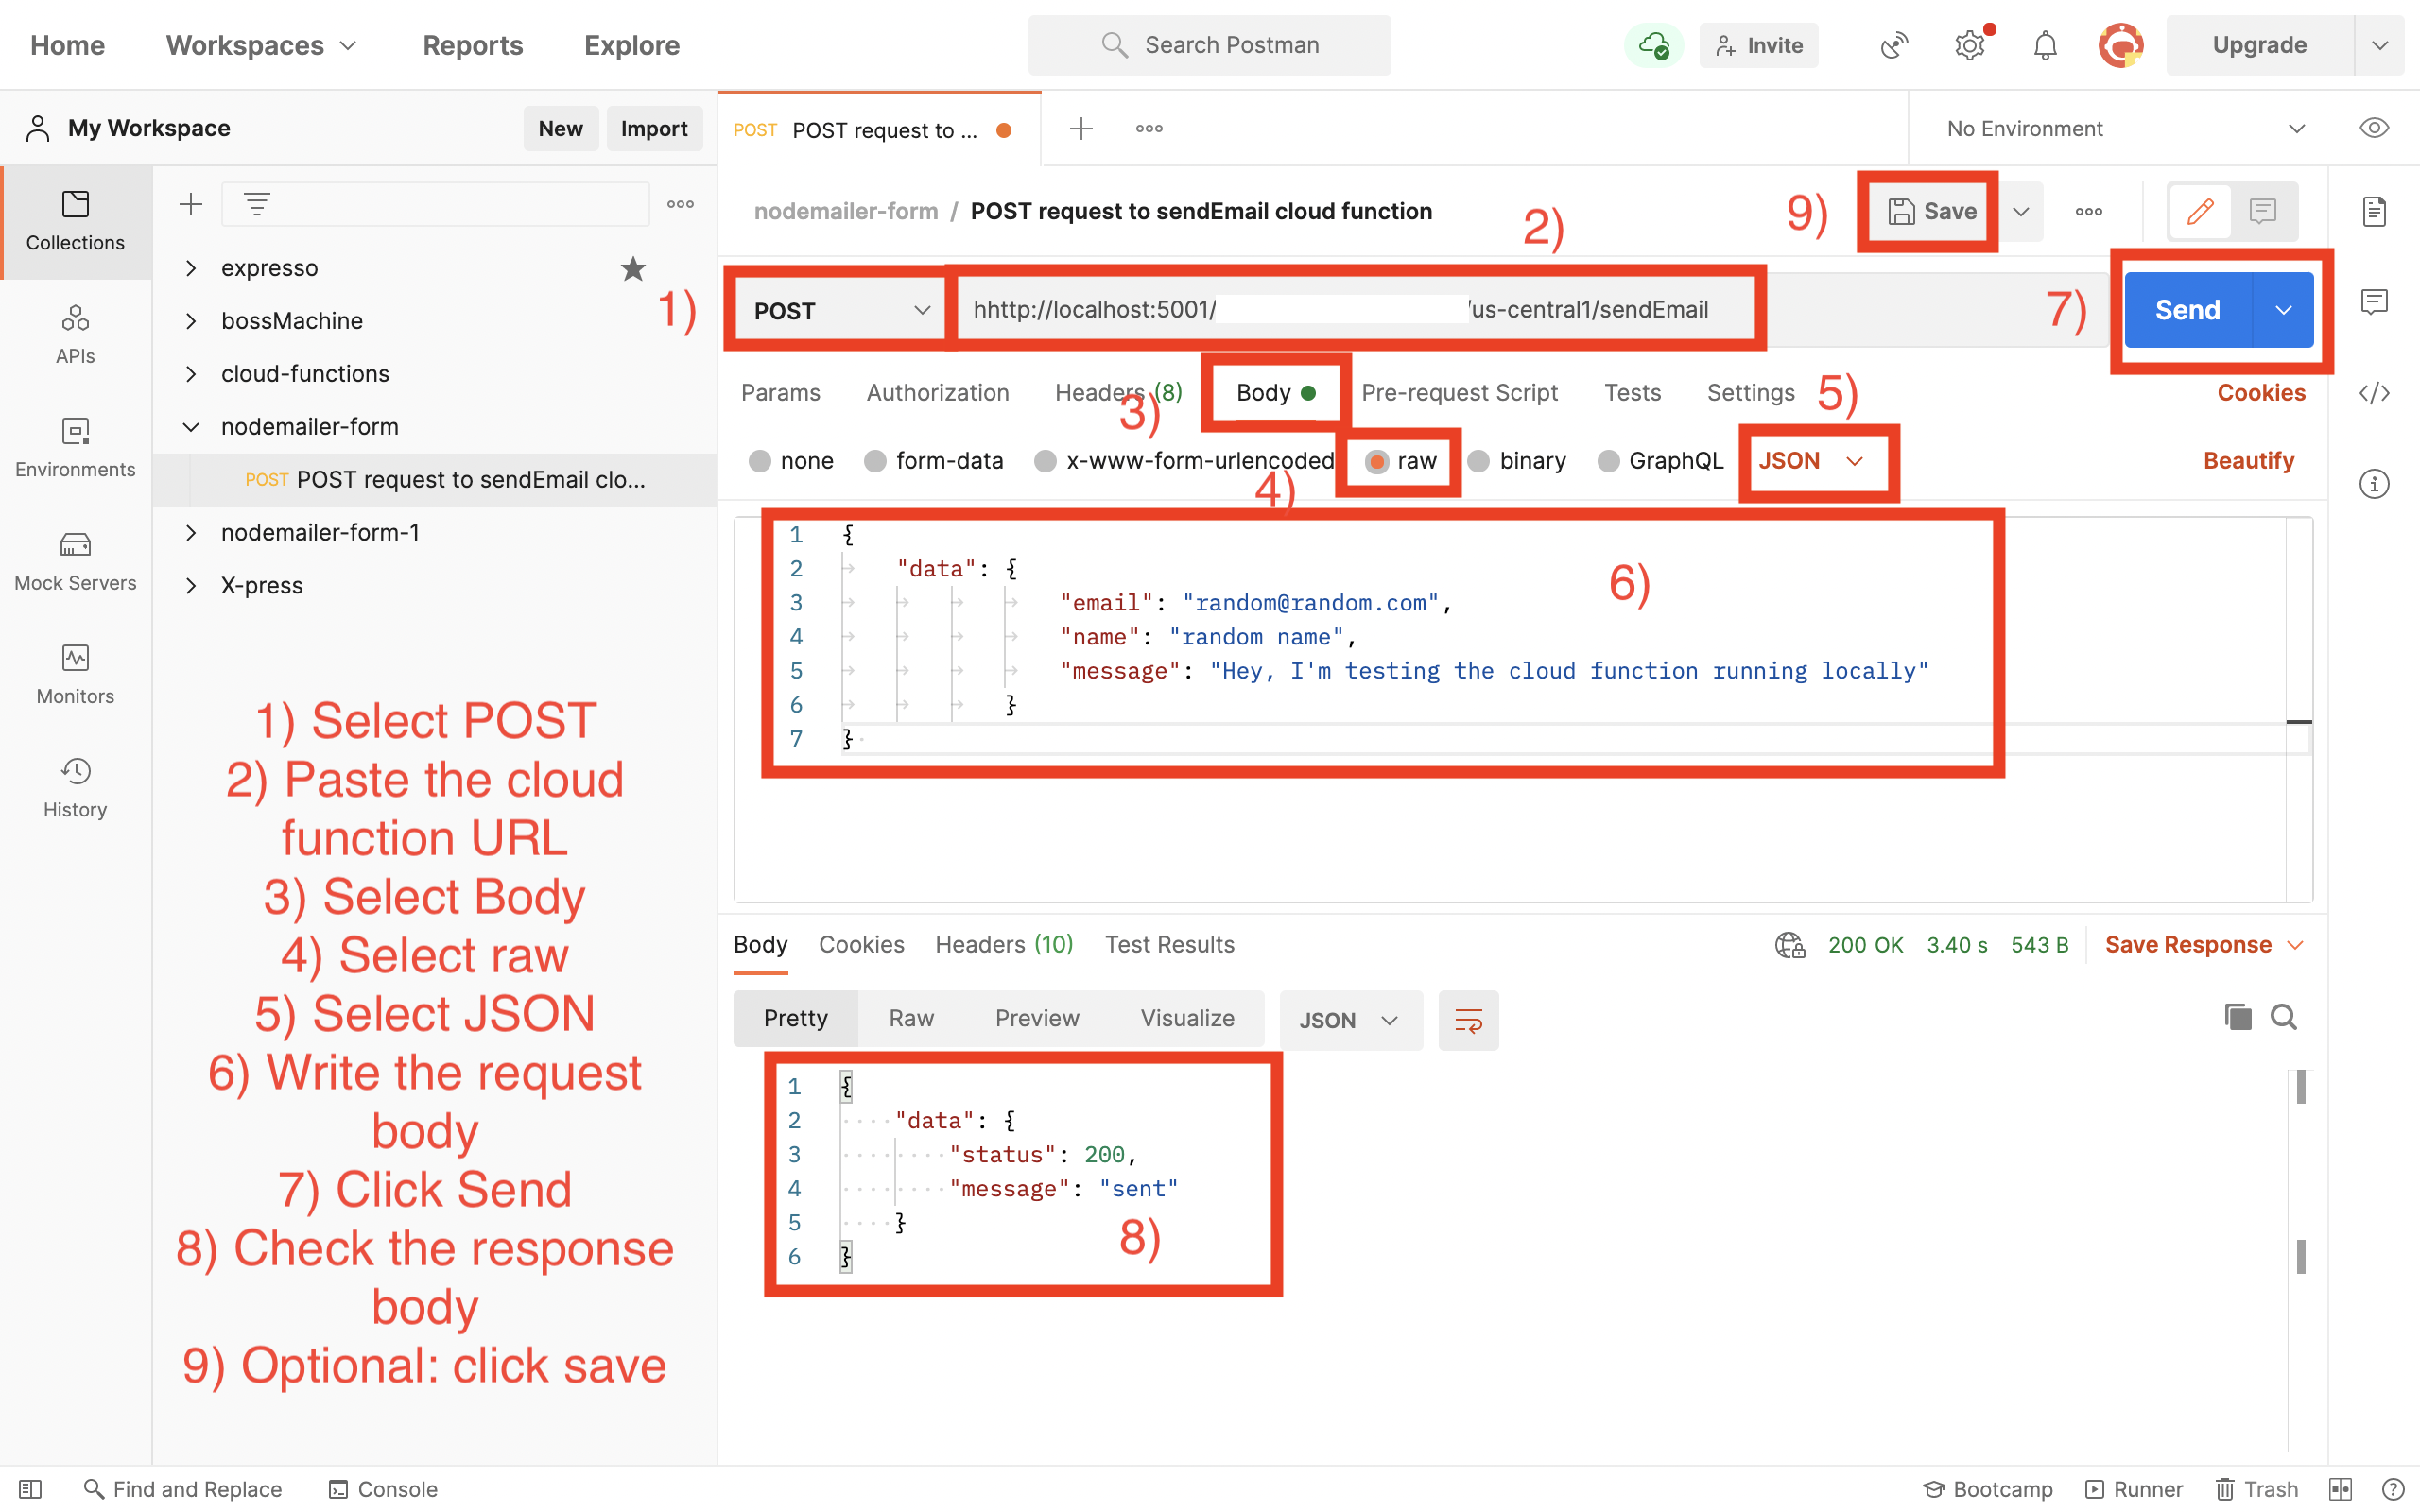 Home Workspaces Reports Explore Search Postman Invite Upgrade
My Workspace New Import POST POST request to ... No Environment
Collections
APIs
Environments
Mock Servers
Monitors
History
expresso
bossMachine
cloud-functions
nodemailer-form
POST POST request to sendEmail clo...
nodemailer-form-1
X-press
1) Select POST
2) Paste the cloud
function URL
3) Select Body
4) Select raw
5) Select JSON
6) Write the request
body
7) Click Send
8) Check the response
body
9) Optional: click save
nodemailer-form / POST request to sendEmail cloud function 2) 9) Save
1) POST hhttp://localhost:5001/ /us-central1/sendEmail 7) Send
Params Authorization Headers (8) 3) Body Pre-request Script Tests Settings 5) Cookies
none form-data x-www-form-urlencoded 4) raw binary GraphQL JSON Beautify
1 {
2 "data": {
3 "email": "random@random.com",
4 "name": "random name",
5 "message": "Hey, I'm testing the cloud function running locally"
6 }
7 }
6)
Body Cookies Headers (10) Test Results 200 OK 3.40 s 543 B Save Response
Pretty Raw Preview Visualize JSON
1 {
2 "data": {
3 "status": 200,
4 "message": "sent"
5 }
6 }
8)
Find and Replace Console Bootcamp Runner Trash